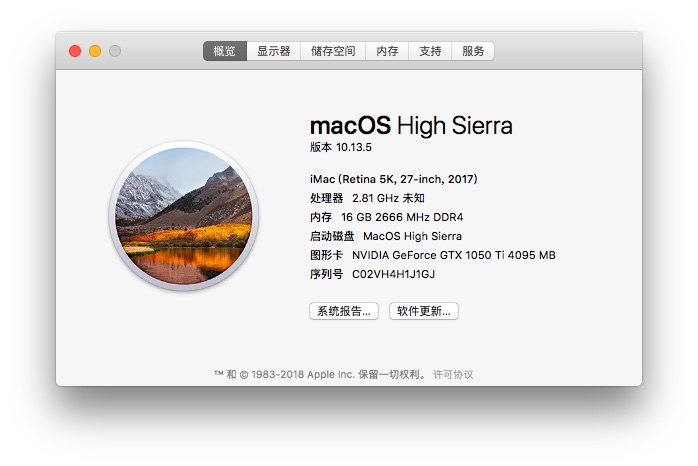 概览 显示器 储存空间 内存 支持 服务
macOS High Sierra
版本 10.13.5
iMac (Retina 5K, 27-inch, 2017)
处理器 2.81 GHz 未知
内存 16 GB 2666 MHz DDR4
启动磁盘 MacOS High Sierra
图形卡 NVIDIA GeForce GTX 1050 Ti 4095 MB
序列号 C02VH4H1J1GJ
系统报告... 软件更新...
™ 和 © 1983-2018 Apple Inc. 保留一切权利。 许可协议